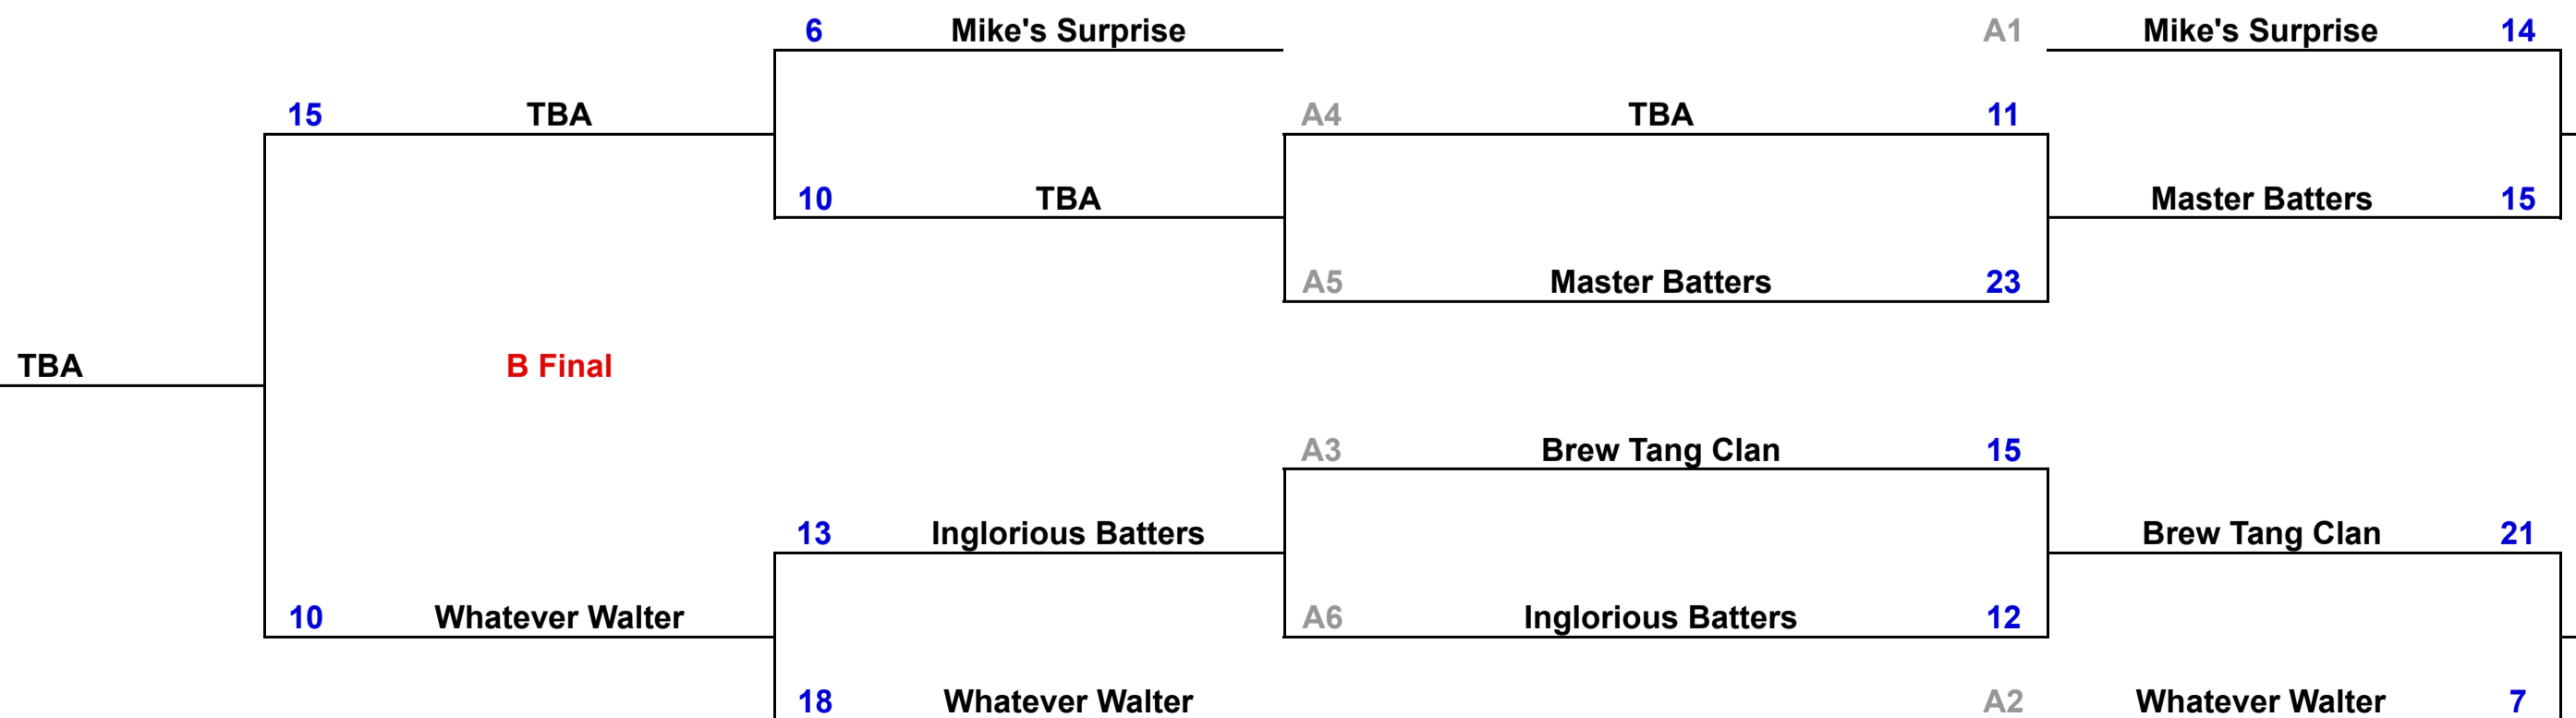 6 Mike's Surprise A1 Mike's Surprise 14
15 TBA A4 TBA 11
10 TBA Master Batters 15
A5 Master Batters 23
TBA B Final
A3 Brew Tang Clan 15
13 Inglorious Batters Brew Tang Clan 21
10 Whatever Walter A6 Inglorious Batters 12
18 Whatever Walter A2 Whatever Walter 7